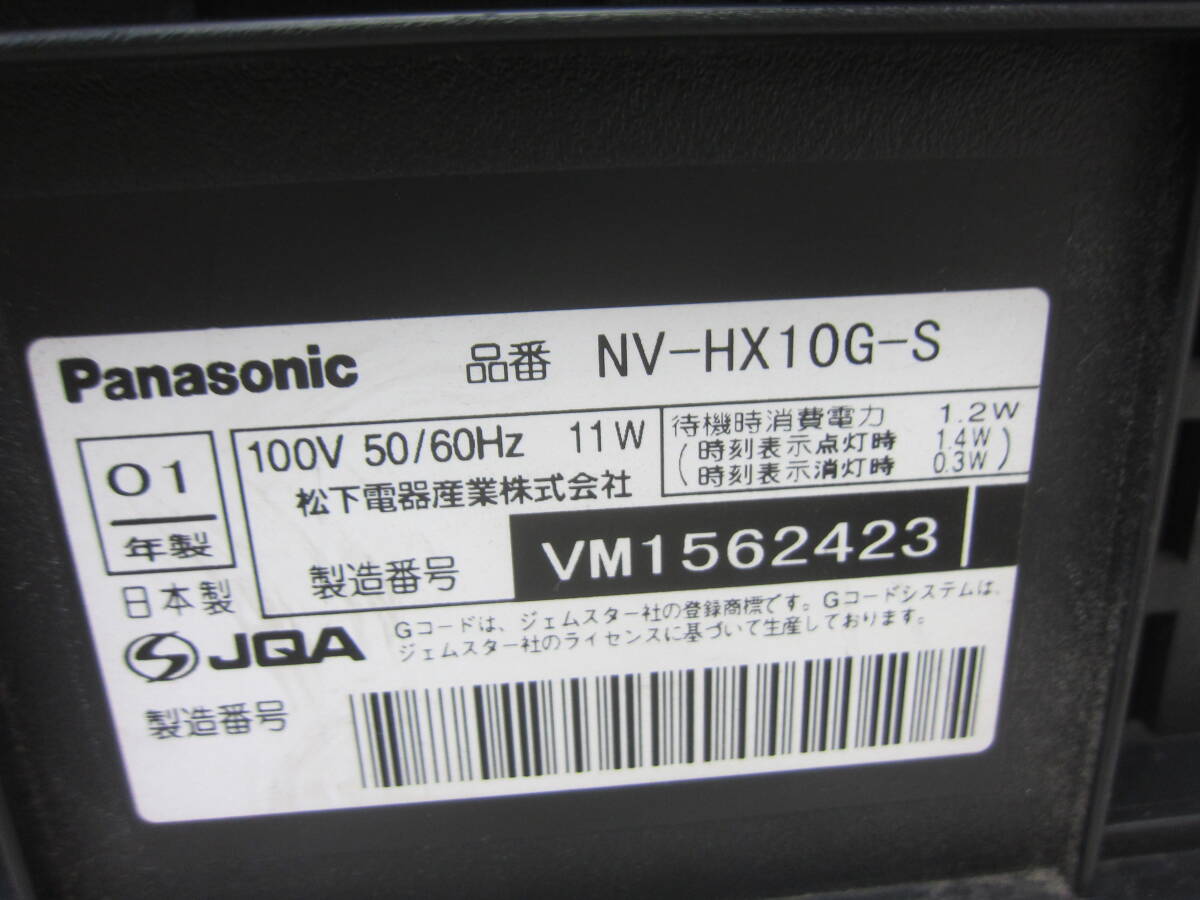 Panasonic 品番 NV-HX10G-S
01
年製
日本製
100V 50/60Hz 11W
松下電器産業株式会社
待機時消費電力 1.2W
(時刻表示点灯時 1.4W
時刻表示消灯時 0.3W)
製造番号 VM1562423
Gコードは、ジェムスター社の登録商標です。Gコードシステムは、
ジェムスター社のライセンスに基づいて生産しております。
JQA
製造番号